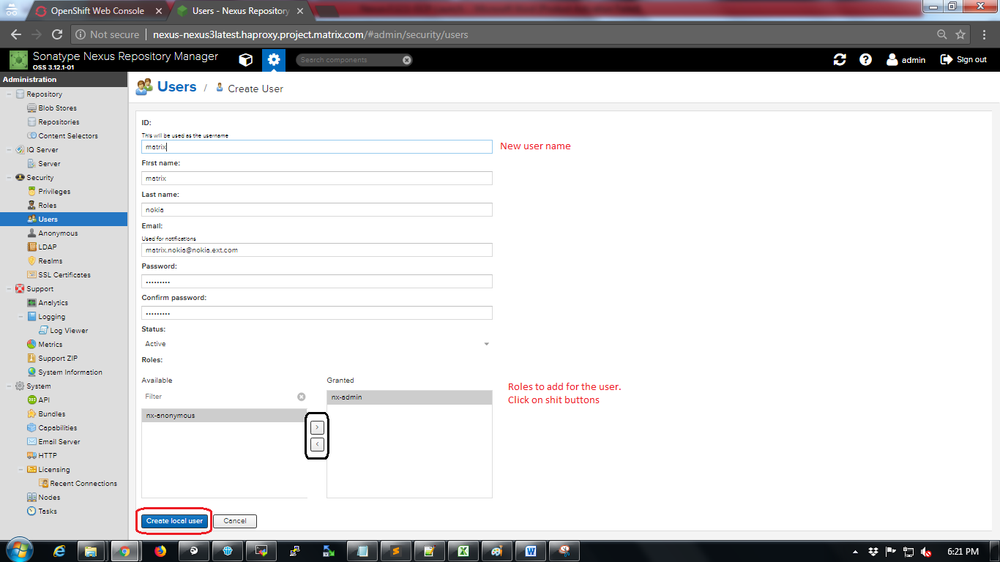 OpenShift Web Console
Users - Nexus Repository
Not secure
nexus-nexus3latest.haproxy.project.matrix.com/#admin/security/users
Sonatype Nexus Repository Manager
OSS 3.12.1-01
Search components
admin
Sign out
Administration
Repository
Blob Stores
Repositories
Content Selectors
IQ Server
Server
Security
Privileges
Roles
Users
Anonymous
LDAP
Realms
SSL Certificates
Support
Analytics
Logging
Log Viewer
Metrics
Support ZIP
System Information
System
API
Bundles
Capabilities
Email Server
HTTP
Licensing
Recent Connections
Nodes
Tasks
Users / Create User
ID:
This will be used as the username
matrix
New user name
First name:
matrix
Last name:
nokia
Email:
Used for notifications
matrix.nokia@nokia.ext.com
Password:
•••••••••
Confirm password:
•••••••••
Status:
Active
Roles:
Available
Granted
Filter
nx-anonymous
nx-admin
Roles to add for the user.
Click on shit buttons
Create local user
Cancel
6:21 PM